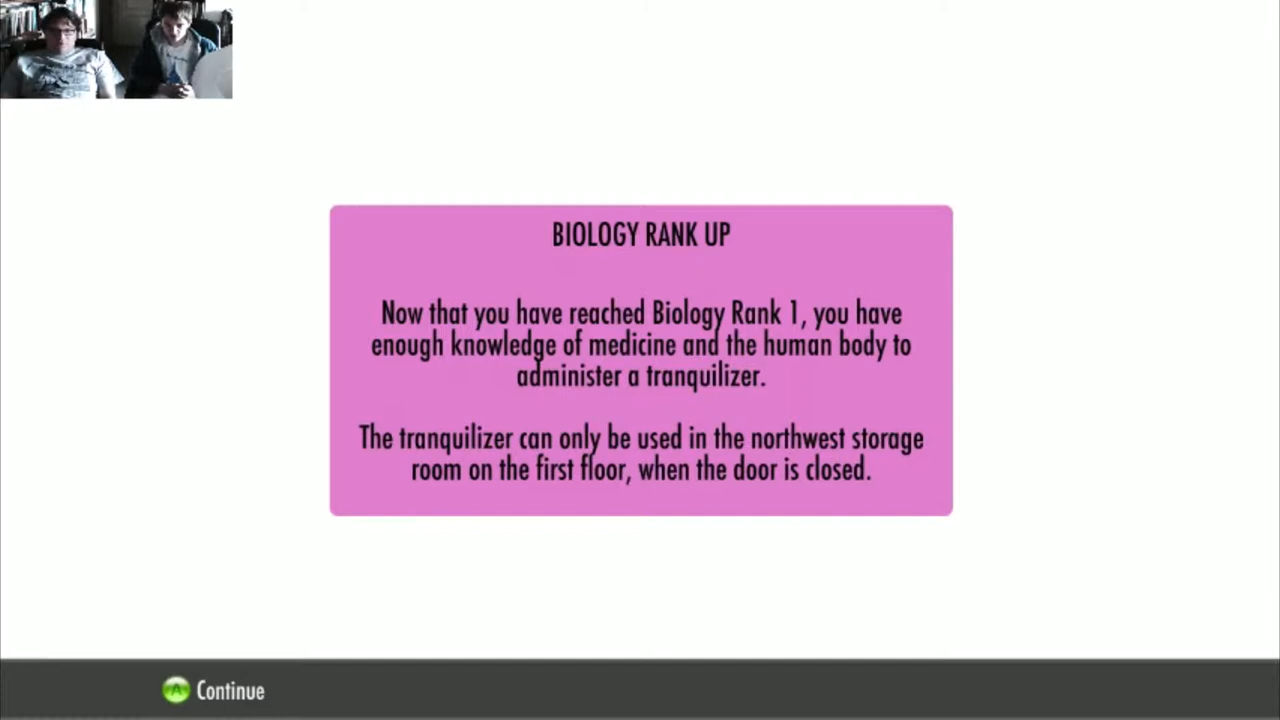 BIOLOGY RANK UP
Now that you have reached Biology Rank 1, you have
enough knowledge of medicine and the human body to
administer a tranquilizer.
The tranquilizer can only be used in the northwest storage
room on the first floor, when the door is closed.
A Continue